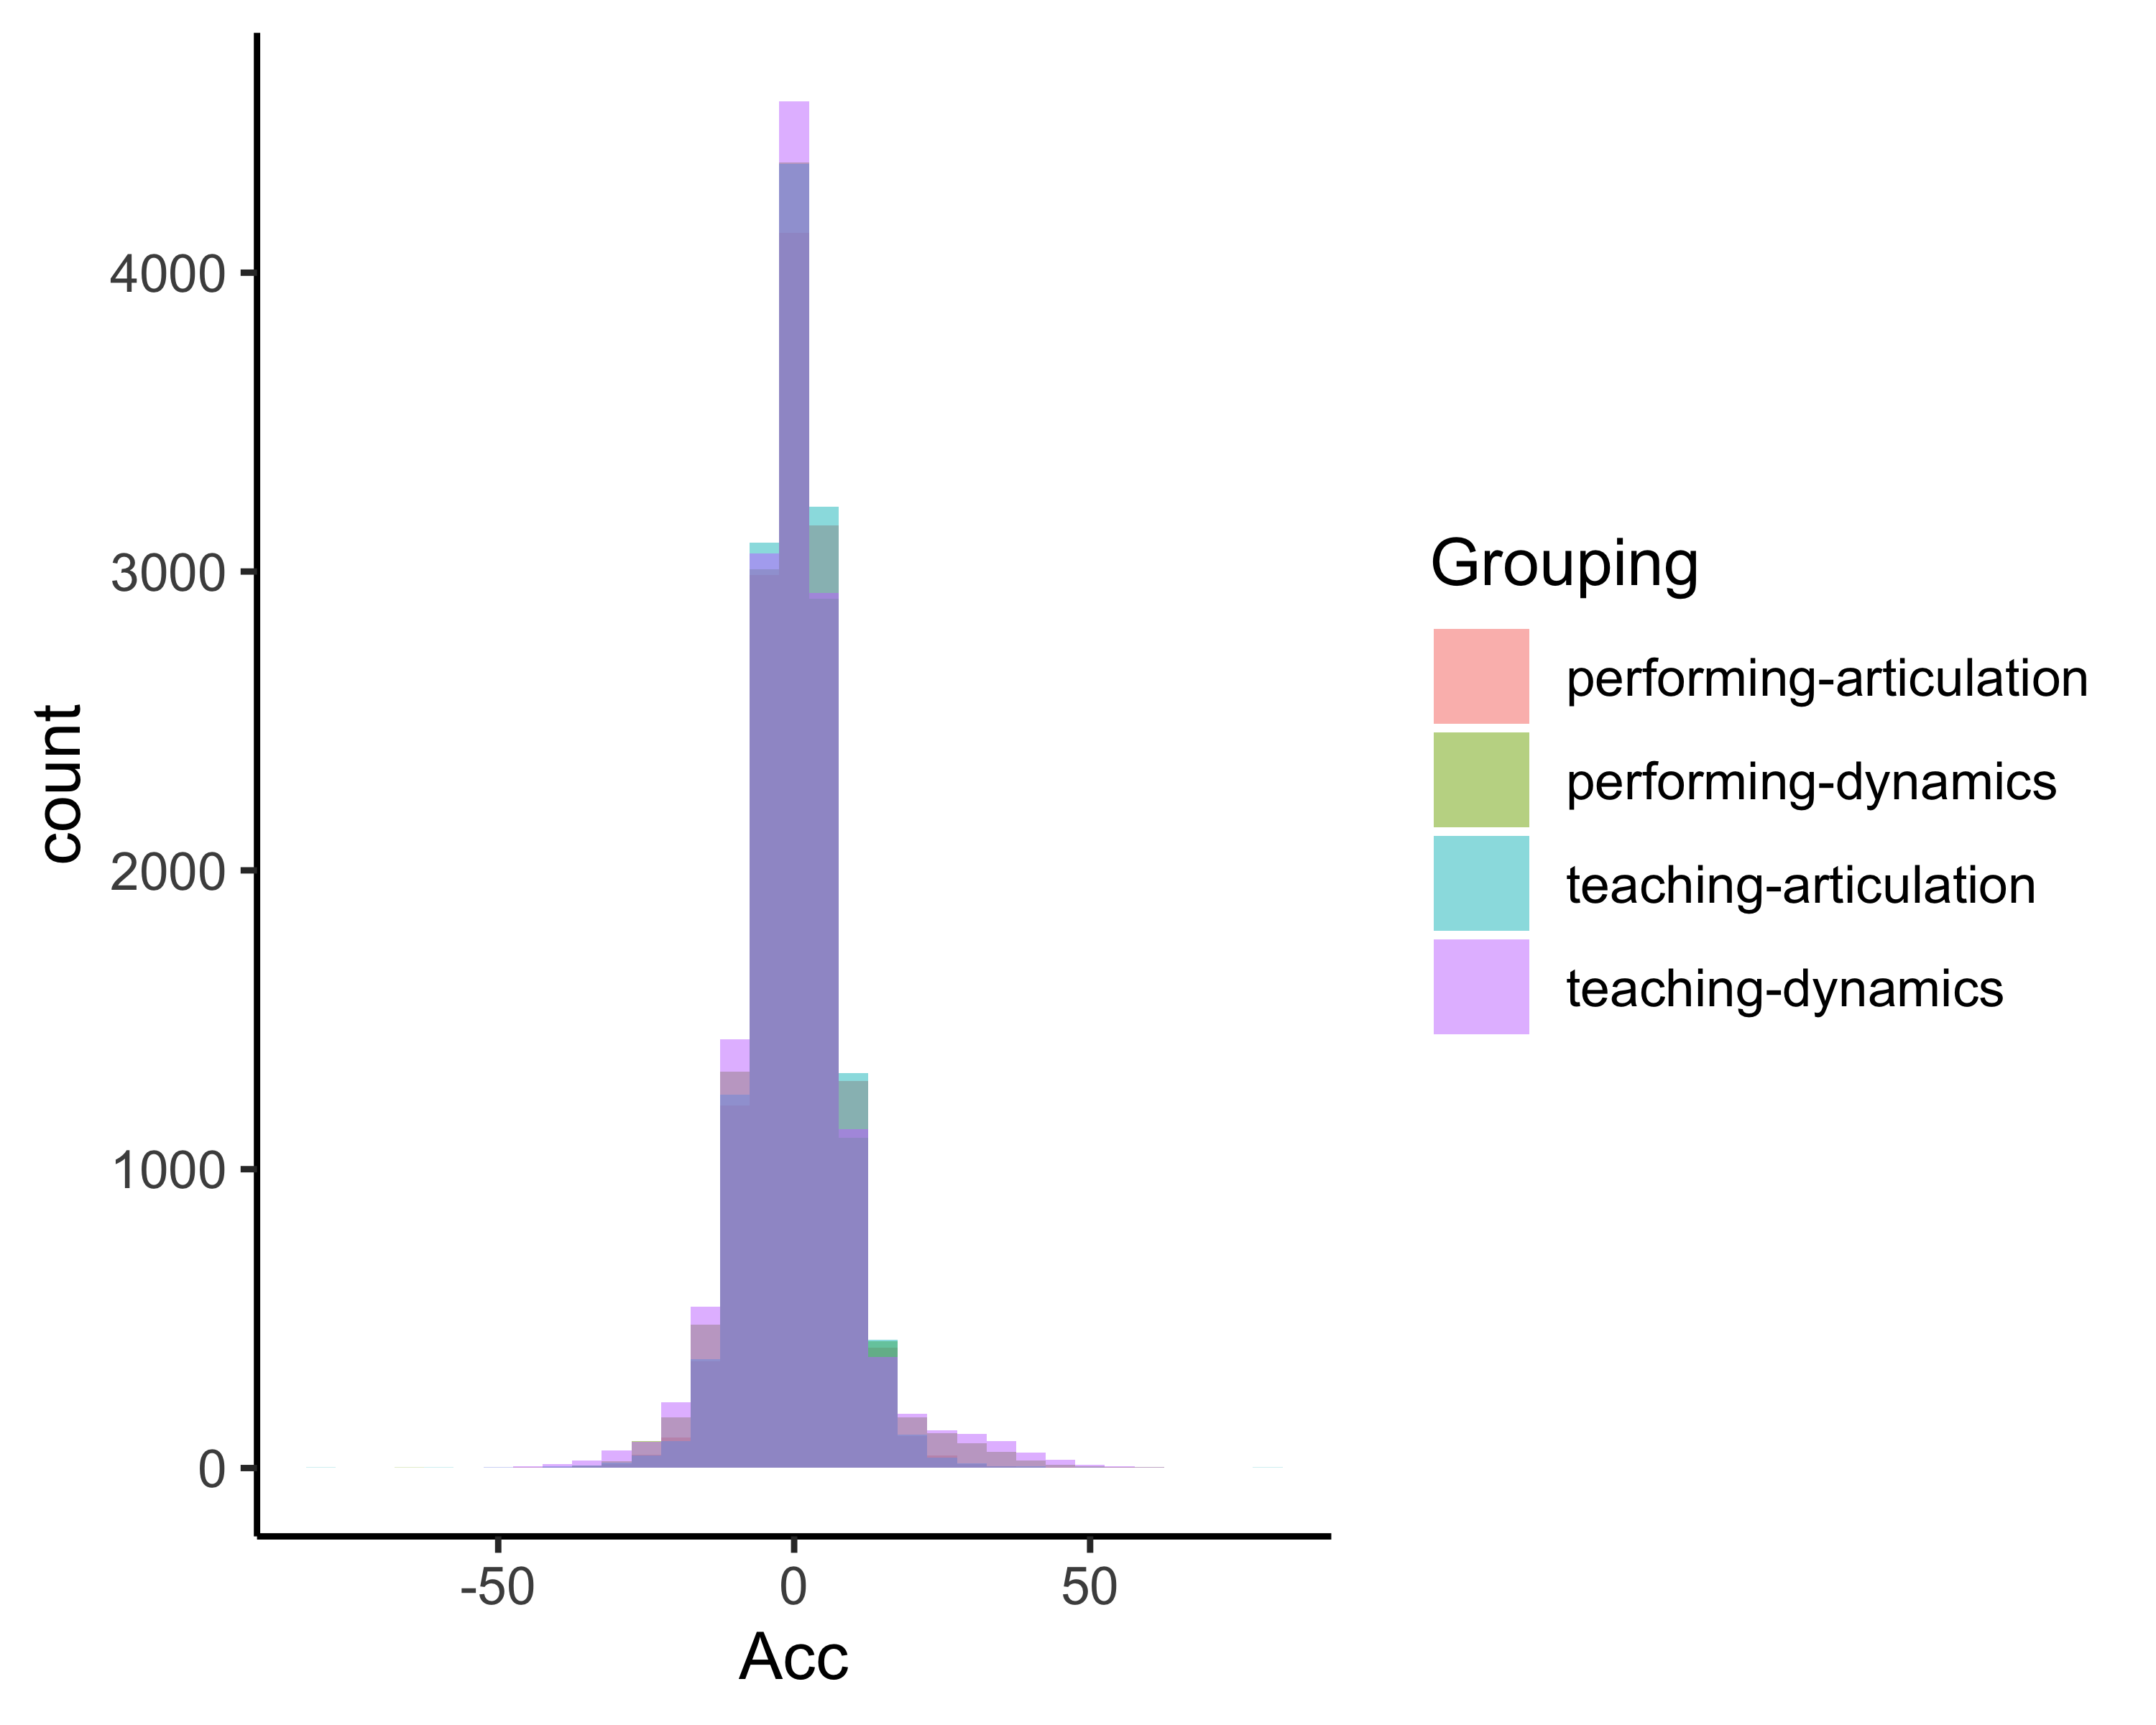 4000
3000
2000
1000
0
count
-50
0
50
Acc
Grouping
performing-articulation
performing-dynamics
teaching-articulation
teaching-dynamics